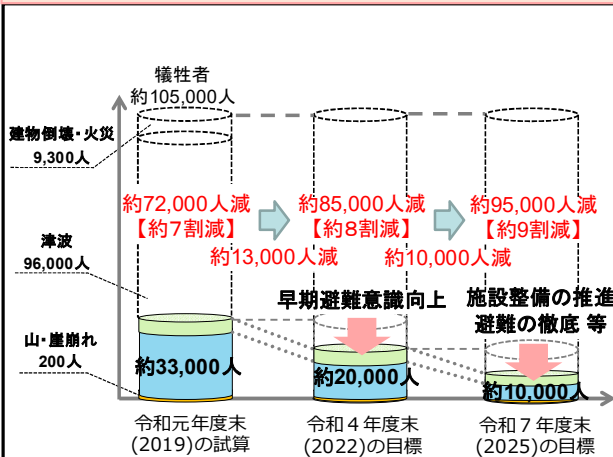 犠牲者
約105,000人
建物倒壊・火災
9,300人
津波
96,000人
山・崖崩れ
200人
約72,000人減
【約7割減】
約13,000人減
約85,000人減
【約8割減】
約10,000人減
約95,000人減
【約9割減】
早期避難意識向上
施設整備の推進
避難の徹底 等
約33,000人
約20,000人
約10,000人
令和元年度末
(2019)の試算
令和４年度末
(2022)の目標
令和７年度末
(2025)の目標